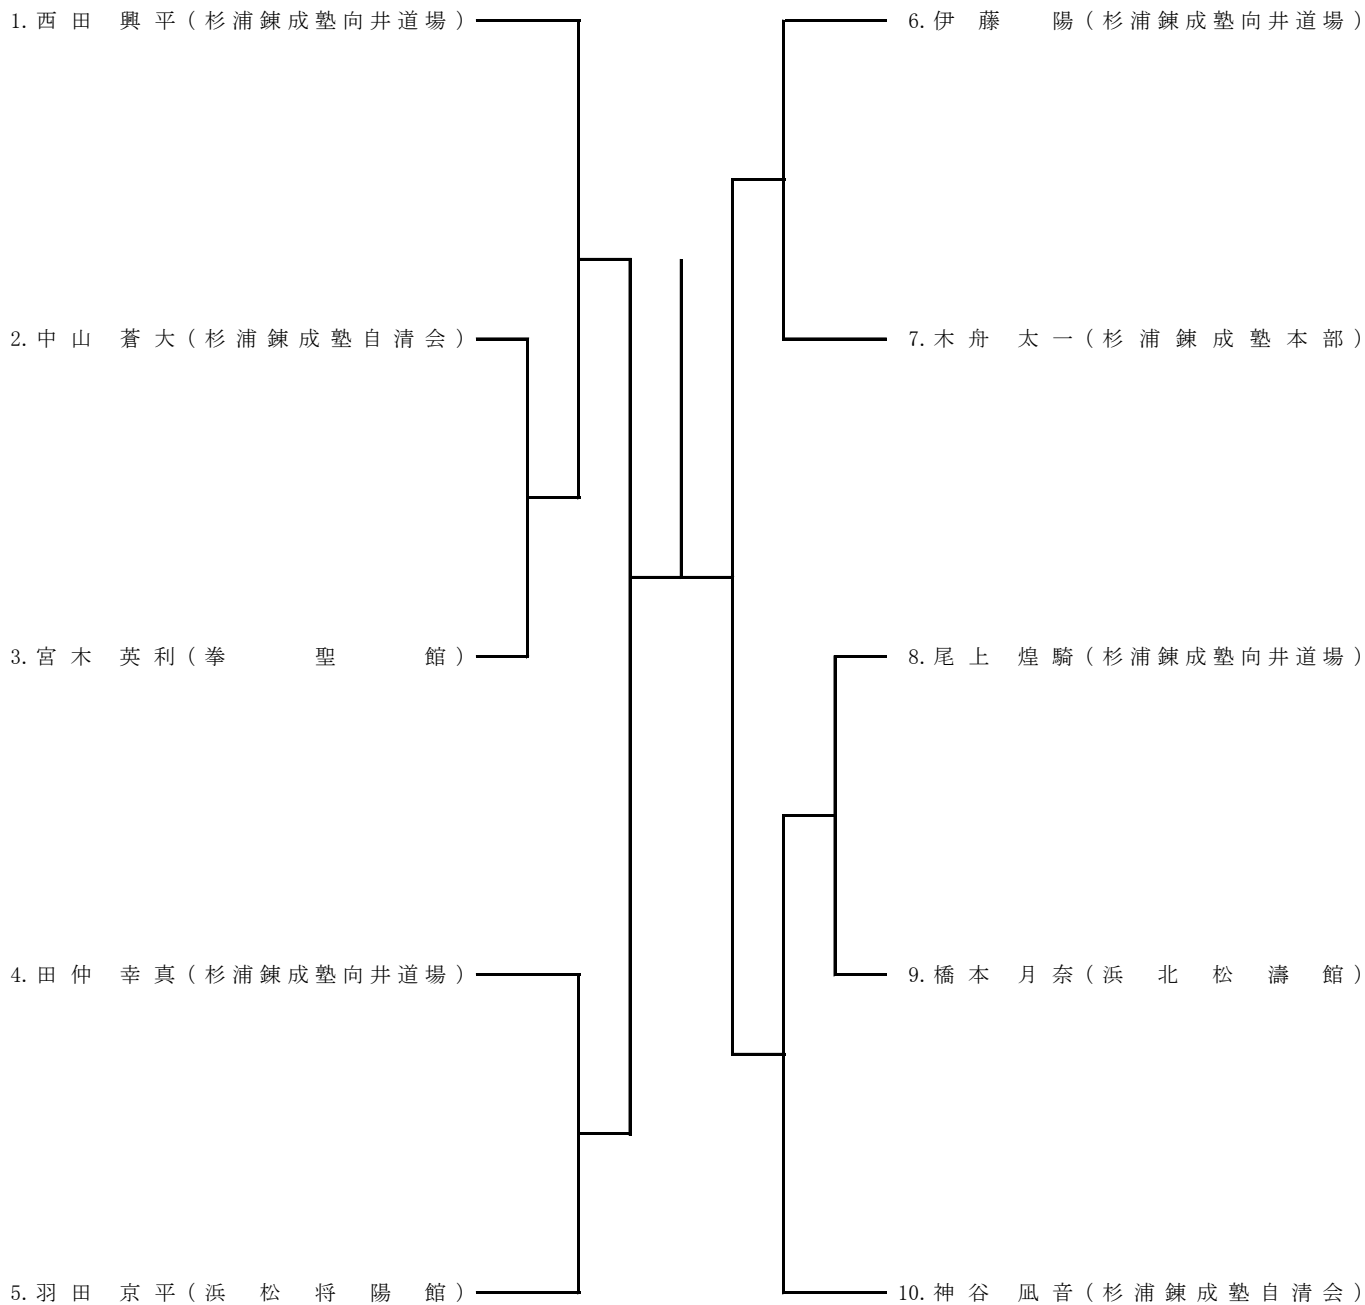 1. 西田 興平(杉浦錬成塾向井道場)
2. 中山 蒼大(杉浦錬成塾自清会)
3. 宮木 英利(拳聖館)
4. 田仲 幸真(杉浦錬成塾向井道場)
5. 羽田 京平(浜松将陽館)
6. 伊藤 陽(杉浦錬成塾向井道場)
7. 木舟 太一(杉浦錬成塾本部)
8. 尾上 煌騎(杉浦錬成塾向井道場)
9. 橋本 月奈(浜北松濤館)
10. 神谷 凪音(杉浦錬成塾自清会)